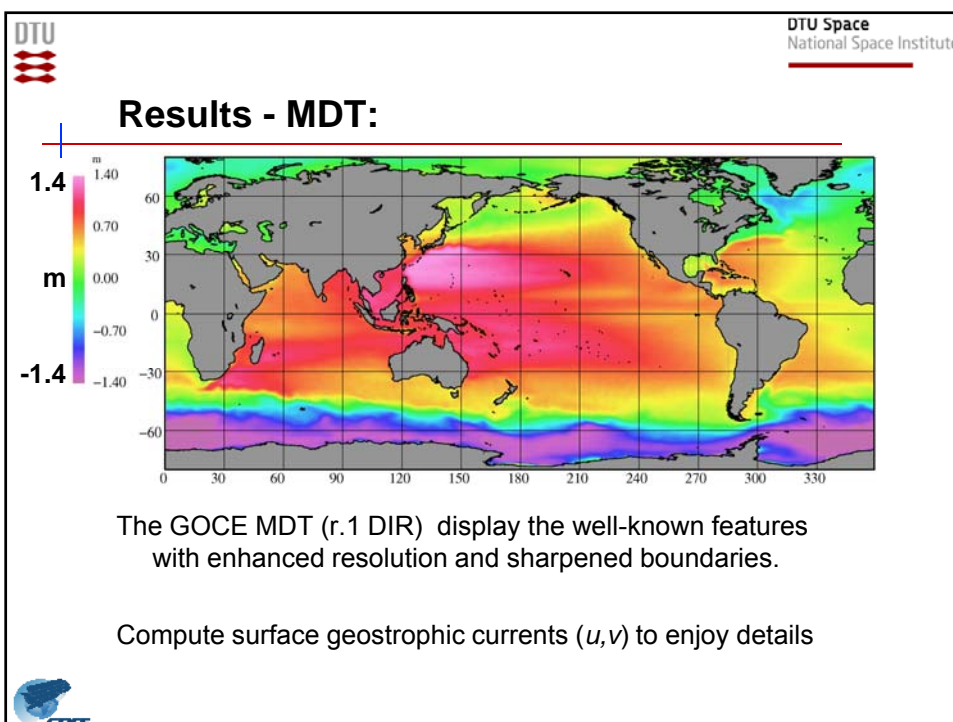 DTU
DTU Space
National Space Institute
Results - MDT:
m
1.4
1.40
0.70
m
0.00
-0.70
-1.4
-1.40
60
30
0
-30
-60
0 30 60 90 120 150 180 210 240 270 300 330
The GOCE MDT (r.1 DIR) display the well-known features
with enhanced resolution and sharpened boundaries.
Compute surface geostrophic currents (u,v) to enjoy details